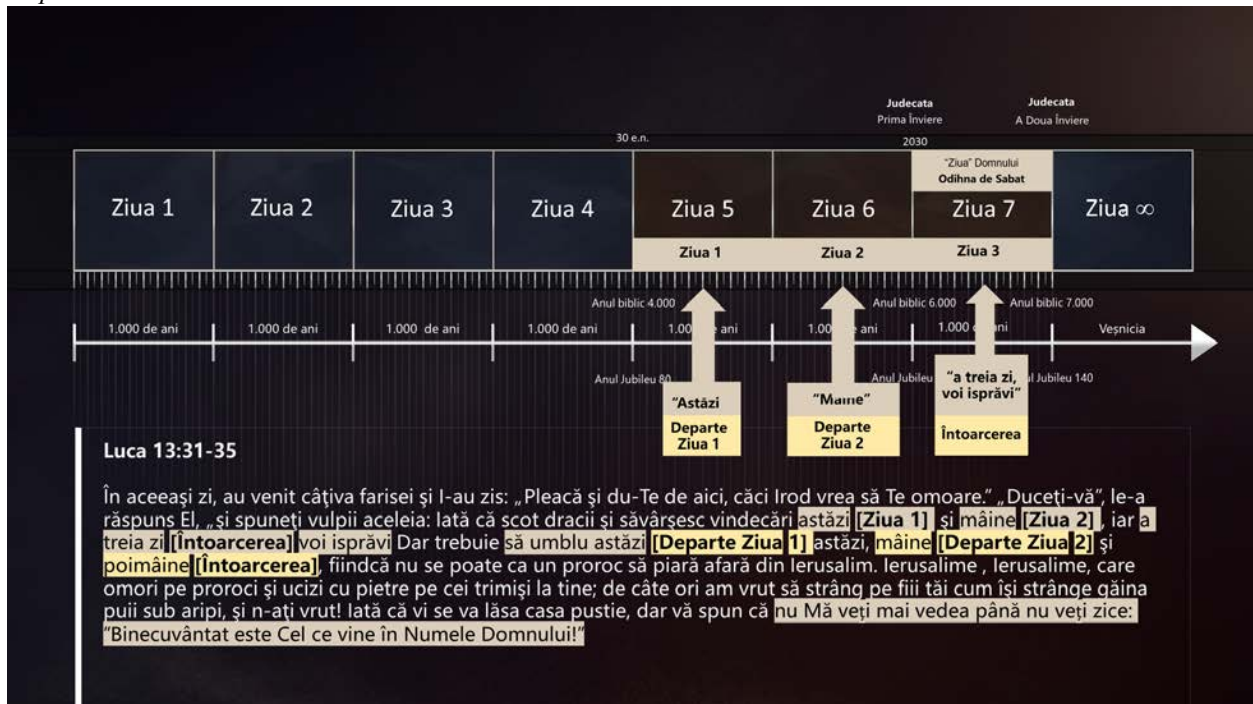 Judecata
Prima Înviere
Judecata
A Doua Înviere
30 e.n.
2030
Ziua 1
Ziua 2
Ziua 3
Ziua 4
Ziua 5
Ziua 6
"Ziua" Domnului
Odihna de Sabat
Ziua 7
Ziua ∞
Ziua 1
Ziua 2
Ziua 3
Anul biblic 4.000
Anul biblic 6.000
Anul biblic 7.000
1.000 de ani
1.000 de ani
1.000 de ani
1.000 de ani
ani
ani
1.000
ani
Veșnicia
Anul Jubileu 80
Anul Jubileu
Jubileu 140
"Astăzi
Departe
Ziua 1
"Maine"
Departe
Ziua 2
"a treia zi,
voi isprăvi"
Întoarcerea
Luca 13:31-35
În aceeaşi zi, au venit câţiva farisei şi I-au zis: „Pleacă şi du-Te de aici, căci Irod vrea să Te omoare.” „Duceţi-vă”, le-a
răspuns El, „şi spuneţi vulpii aceleia: Iată că scot dracii şi săvârşesc vindecări astăzi [Ziua 1] şi mâine [Ziua 2] , iar a
treia zi [Întoarcerea] voi isprăvi Dar trebuie să umblu astăzi [Departe Ziua 1] astăzi, mâine [Departe Ziua 2] şi
poimâine [Întoarcerea], fiindcă nu se poate ca un proroc să piară afară din Ierusalim. Ierusalime , Ierusalime, care
omori pe proroci şi ucizi cu pietre pe cei trimişi la tine; de câte ori am vrut să strâng pe fiii tăi cum îşi strânge găina
puii sub aripi, şi n-aţi vrut! Iată că vi se va lăsa casa pustie, dar vă spun că nu Mă veţi mai vedea până nu veţi zice:
"Binecuvântat este Cel ce vine în Numele Domnului!"